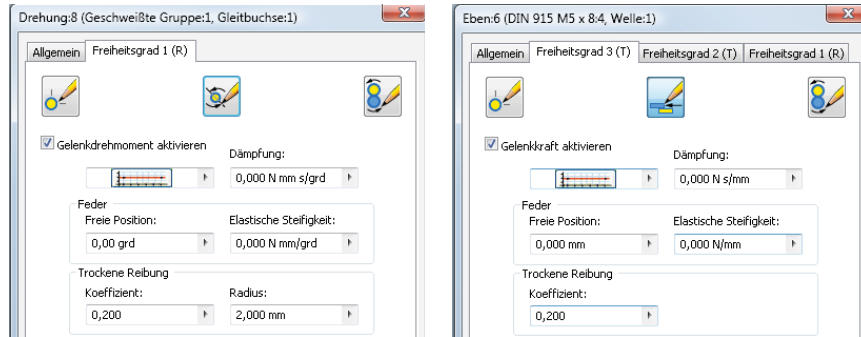 Drehung:8 (Geschweißte Gruppe:1, Gleitbuchse:1)
Allgemein Freiheitsgrad 1 (R)
Gelenkdrehmoment aktivieren
Dämpfung:
0,000 N mm s/grd
Feder
Freie Position: Elastische Steifigkeit:
0,00 grd 0,000 N mm/grd
Trockene Reibung
Koeffizient: Radius:
0,200 2,000 mm
Eben:6 (DIN 915 M5 x 8:4, Welle:1)
Allgemein Freiheitsgrad 3 (T) Freiheitsgrad 2 (T) Freiheitsgrad 1 (R)
Gelenkkraft aktivieren
Dämpfung:
0,000 N s/mm
Feder
Freie Position: Elastische Steifigkeit:
0,000 mm 0,000 N/mm
Trockene Reibung
Koeffizient:
0,200